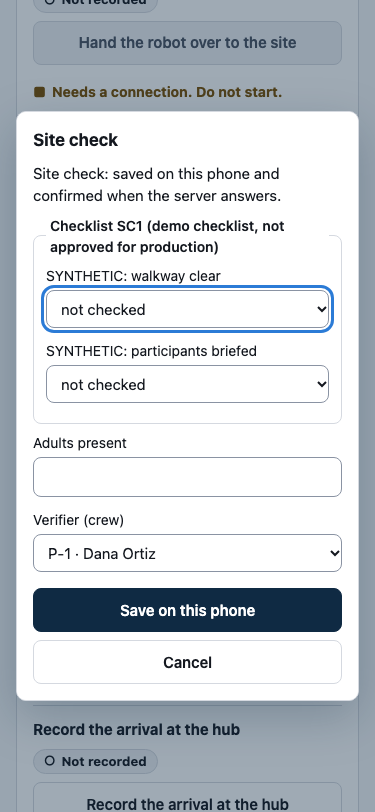 Not recorded
Hand the robot over to the site
Needs a connection. Do not start.
Site check
Site check: saved on this phone and
confirmed when the server answers.
Checklist SC1 (demo checklist, not
approved for production)
SYNTHETIC: walkway clear
not checked
SYNTHETIC: participants briefed
not checked
Adults present
Verifier (crew)
P-1 · Dana Ortiz
Save on this phone
Cancel
Record the arrival at the hub
Not recorded
Record the arrival at the hub